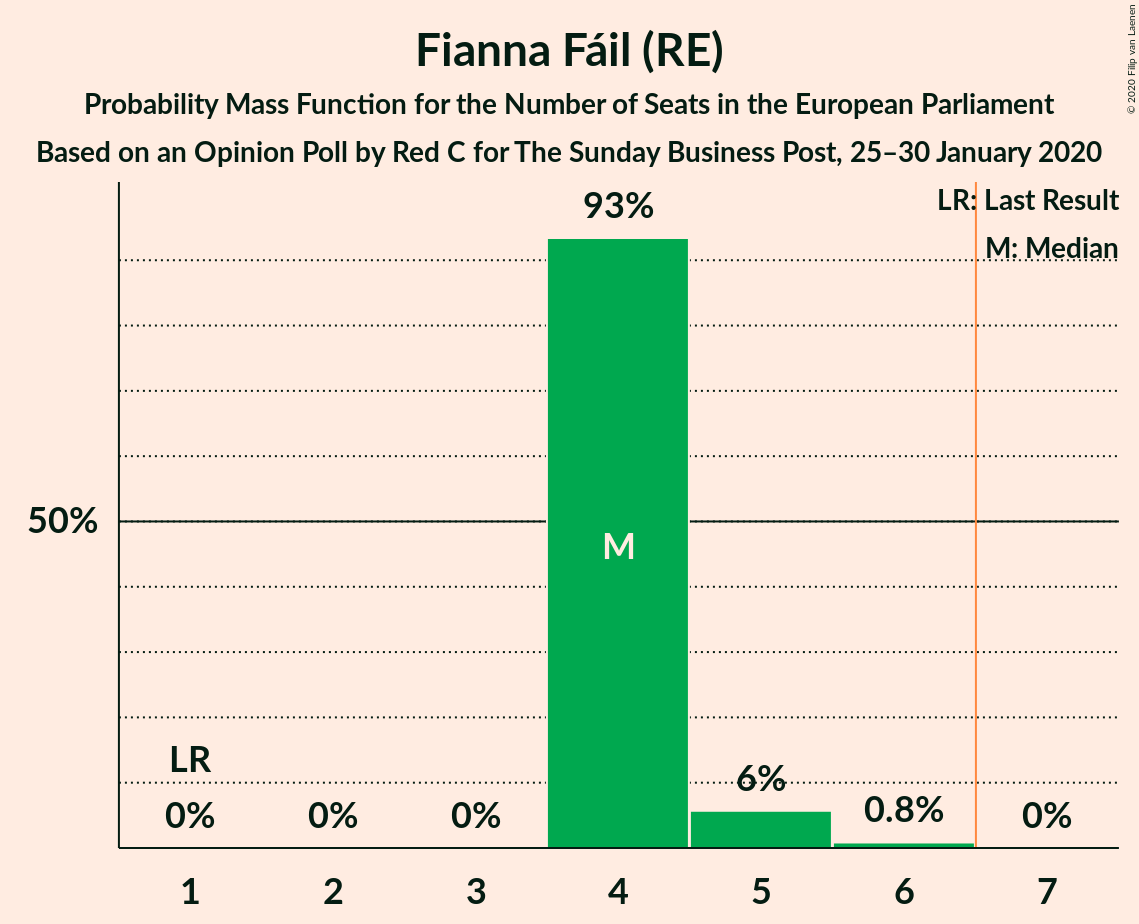 Fianna Fáil (RE)
Probability Mass Function for the Number of Seats in the European Parliament
Based on an Opinion Poll by Red C for The Sunday Business Post, 25–30 January 2020
© 2020 Filip van Laenen
LR: Last Result
M: Median
93%
50%
M
LR
0%
0%
0%
6%
0.8%
0%
1
2
3
4
5
6
7